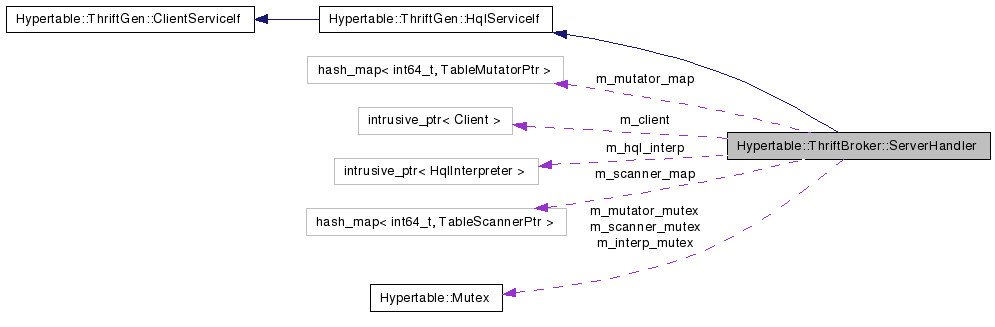 Hypertable::ThriftGen::ClientServiceIf
Hypertable::ThriftGen::HqlServiceIf
hash_map< int64_t, TableMutatorPtr >
m_mutator_map
intrusive_ptr< Client >
m_client
Hypertable::ThriftBroker::ServerHandler
m_hql_interp
intrusive_ptr< HqlInterpreter >
m_scanner_map
hash_map< int64_t, TableScannerPtr >
m_mutator_mutex
m_scanner_mutex
m_interp_mutex
Hypertable::Mutex